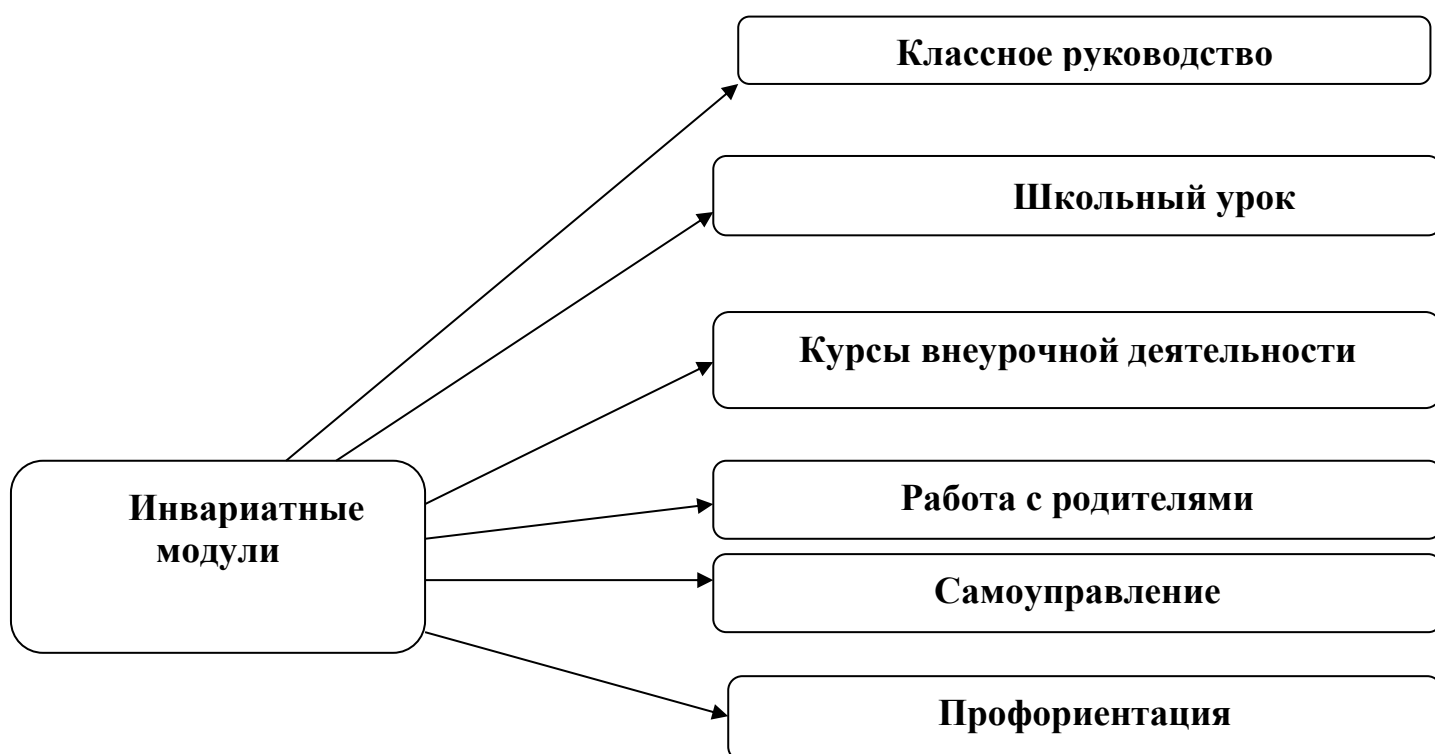 Классное руководство
Школьный урок
Курсы внеурочной деятельности
Инвариатные
модули
Работа с родителями
Самоуправление
Профориентация